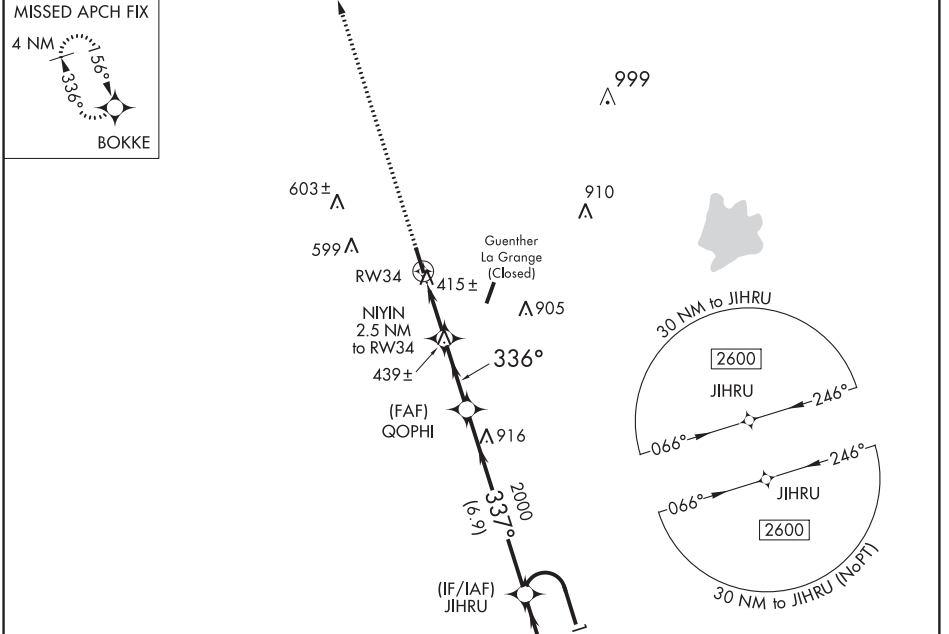 MISSED APCH FIX
4 NM
156°
336°
BOKKE
999
603±
910
599
Guenther
La Grange
(Closed)
RW34
415±
905
NIYIN
2.5 NM
to RW34
439±
336°
(FAF)
QOPHI
916
2000
337°
(6.9)
(IF/IAF)
JIHRU
30 NM to JIHRU
2600
JIHRU
246°
066°
246°
066°
JIHRU
2600
30 NM to JIHRU (NoPT)